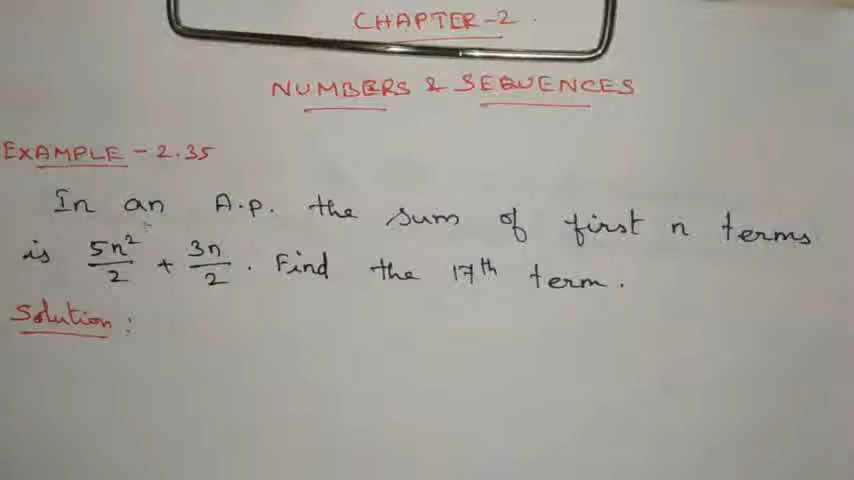 CHAPTER-2.
NUMBERS & SEQUENCES
EXAMPLE - 2.35
In an A.P. the sum of first n terms
is 5n²/2 + 3n/2. Find the 17th term.
Solution: